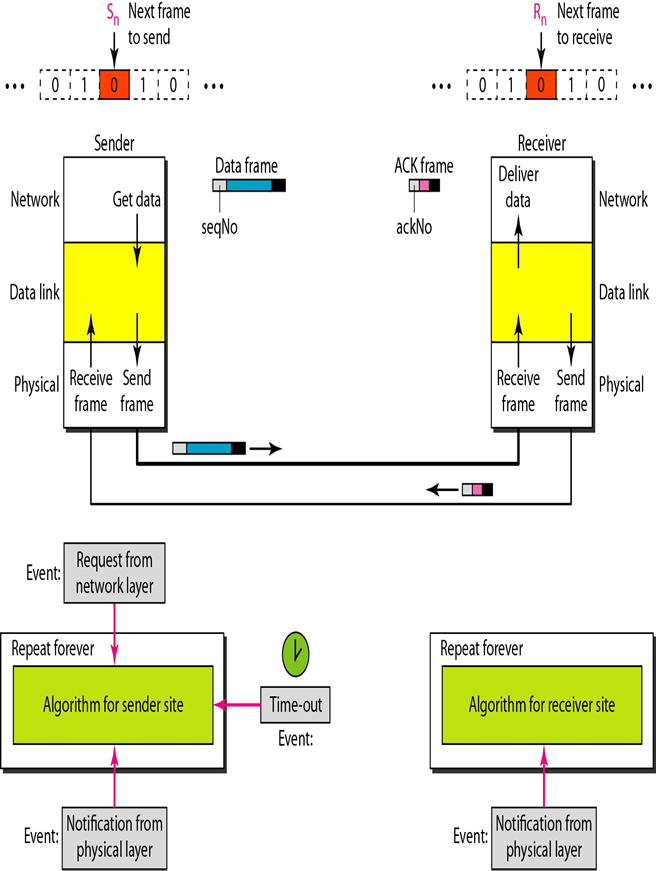 Sn Next frame
to send
Rn Next frame
to receive
... 0 1 0 1 0 ...
... 0 1 0 1 0 ...
Sender
Receiver
Data frame
ACK frame
seqNo
ackNo
Network
Get data
Deliver
data
Network
Data link
Data link
Physical
Receive
frame
Send
frame
Receive
frame
Send
frame
Physical
Event:
Request from
network layer
Repeat forever
Algorithm for sender site
Time-out
Event:
Event:
Notification from
physical layer
Repeat forever
Algorithm for receiver site
Event:
Notification from
physical layer